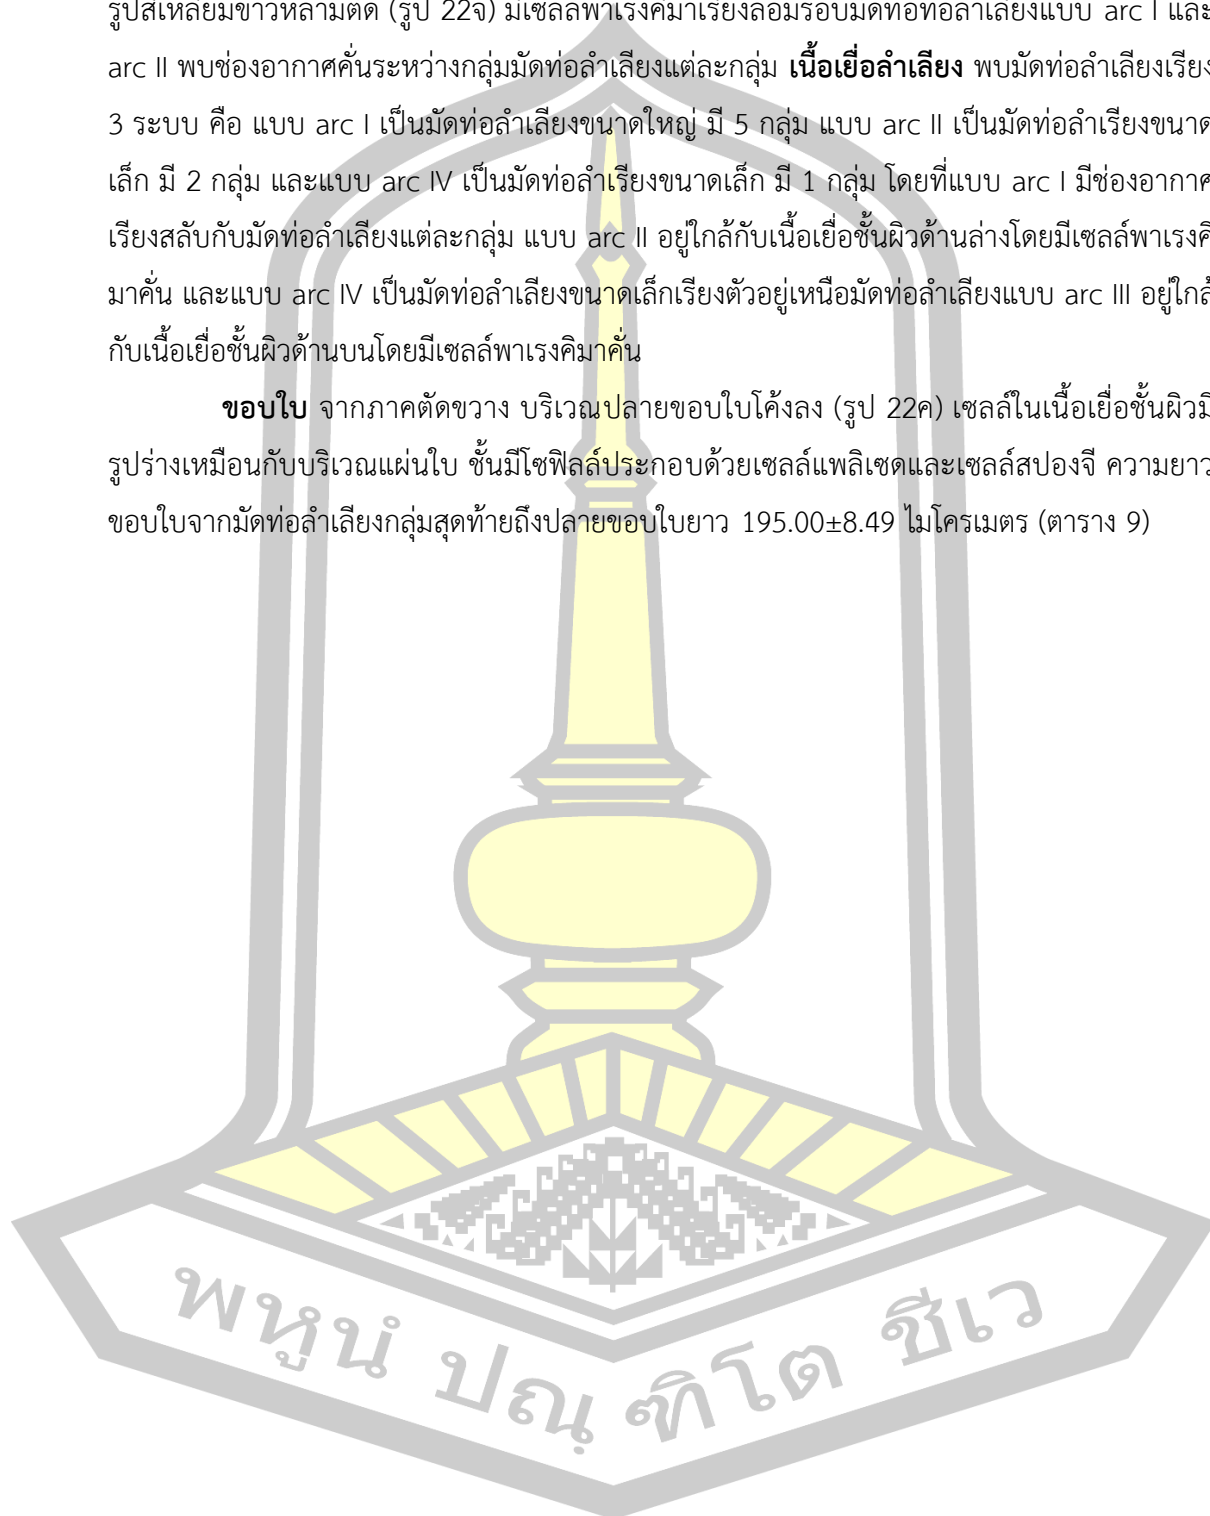 รูปสี่เหลี่ยมข้าวหลามตัด (รูป 22จ) มีเซลล์พาเรงคิมาเรียงล้อมรอบมัดท่อท่อลำเลียงแบบ arc I และ
arc II พบช่องอากาศคั่นระหว่างกลุ่มมัดท่อลำเลียงแต่ละกลุ่ม เนื้อเยื่อลำเลียง พบมัดท่อลำเลียงเรียง
3 ระบบ คือ แบบ arc I เป็นมัดท่อลำเลียงขนาดใหญ่ มี 5 กลุ่ม แบบ arc II เป็นมัดท่อลำเรียงขนาด
เล็ก มี 2 กลุ่ม และแบบ arc IV เป็นมัดท่อลำเรียงขนาดเล็ก มี 1 กลุ่ม โดยที่แบบ arc I มีช่องอากาศ
เรียงสลับกับมัดท่อลำเลียงแต่ละกลุ่ม แบบ arc II อยู่ใกล้กับเนื้อเยื่อชั้นผิวด้านล่างโดยมีเซลล์พาเรงคิ
มาคั่น และแบบ arc IV เป็นมัดท่อลำเลียงขนาดเล็กเรียงตัวอยู่เหนือมัดท่อลำเลียงแบบ arc III อยู่ใกล้
กับเนื้อเยื่อชั้นผิวด้านบนโดยมีเซลล์พาเรงคิมาคั่น
ขอบใบ จากภาคตัดขวาง บริเวณปลายขอบใบโค้งลง (รูป 22ค) เซลล์ในเนื้อเยื่อชั้นผิวมี
รูปร่างเหมือนกับบริเวณแผ่นใบ ชั้นมีโซฟิลล์ประกอบด้วยเซลล์แพลิเซดและเซลล์สปองจี ความยาว
ขอบใบจากมัดท่อลำเลียงกลุ่มสุดท้ายถึงปลายขอบใบยาว 195.00±8.49 ไมโครเมตร (ตาราง 9)
พหูนํ ปณฺ ฑิโต ชีเว